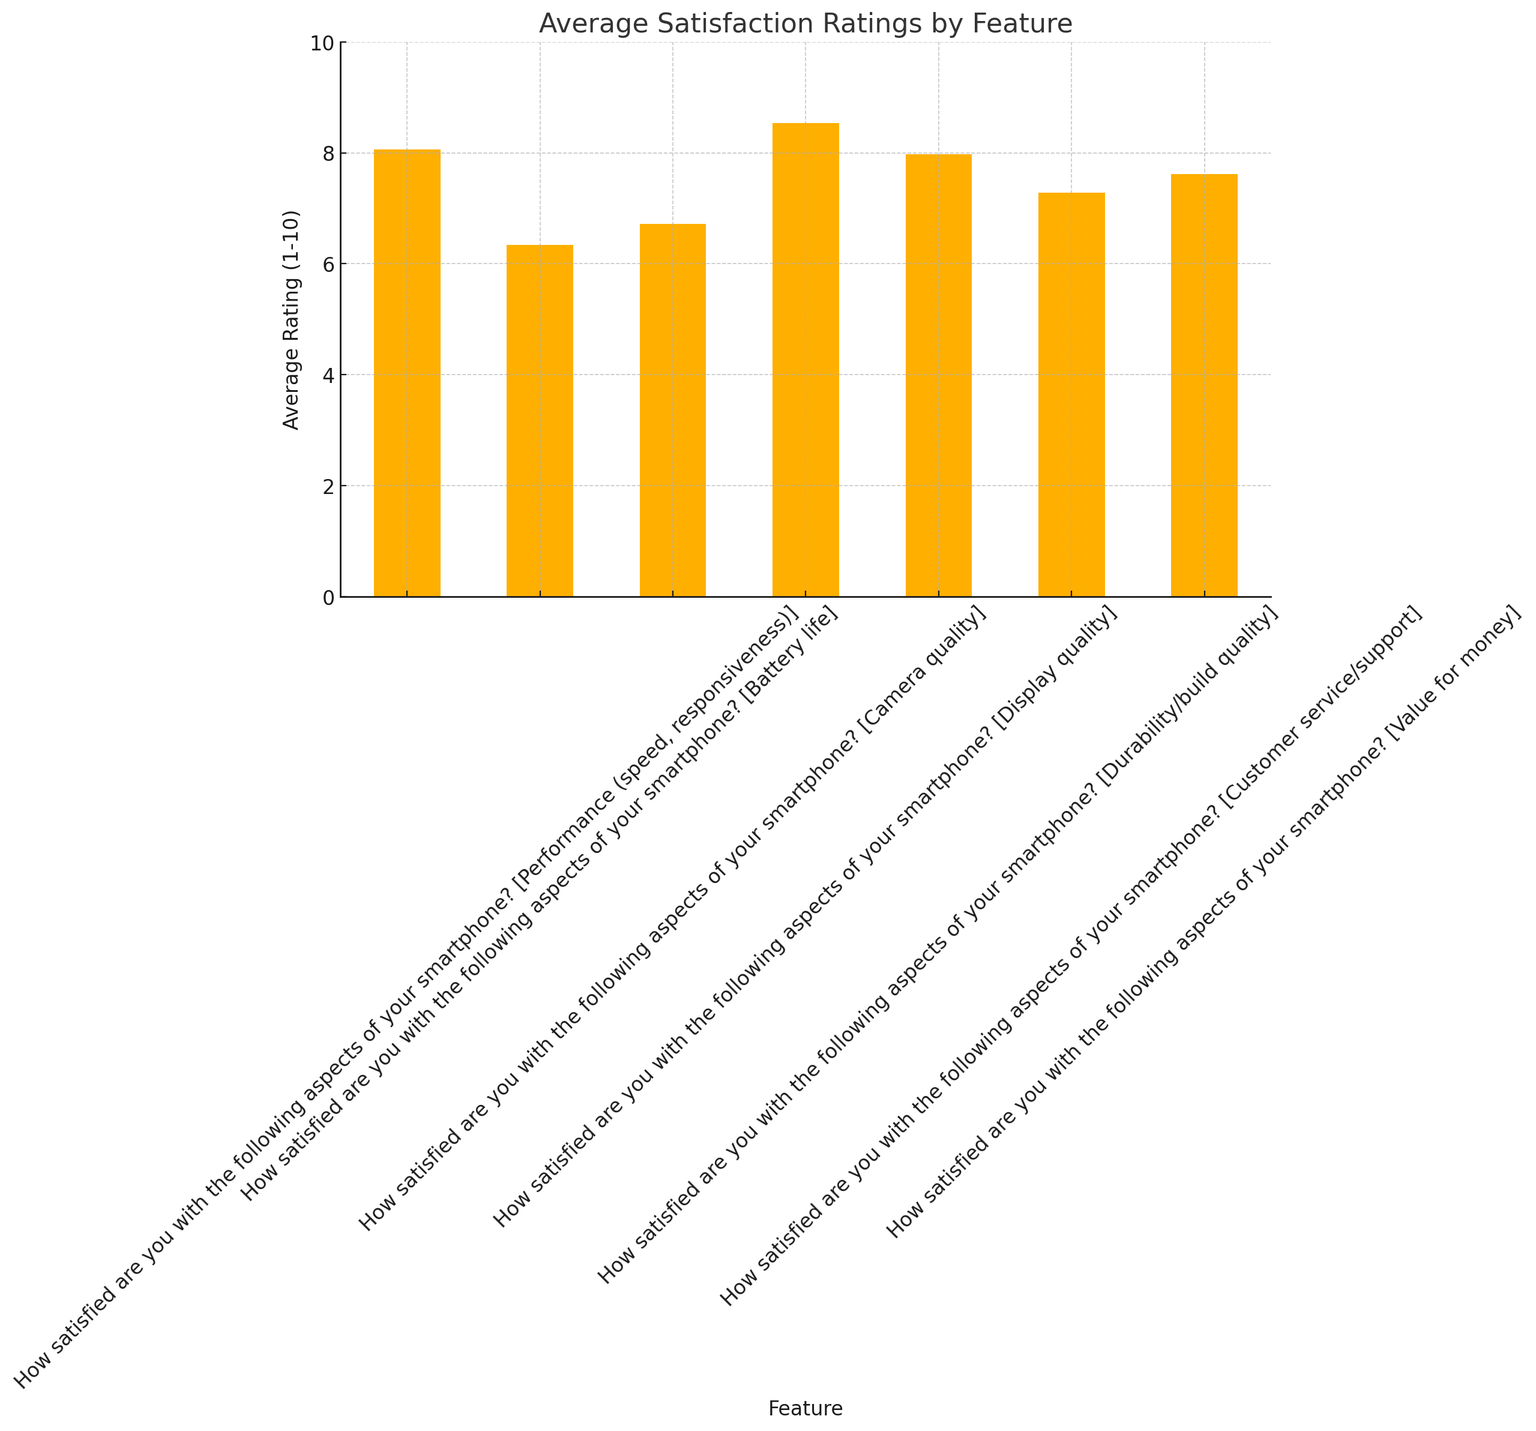 Average Satisfaction Ratings by Feature
10
8
6
4
2
0
Average Rating (1-10)
How satisfied are you with the following aspects of your smartphone? [Performance (speed, responsiveness)]
How satisfied are you with the following aspects of your smartphone? [Battery life]
How satisfied are you with the following aspects of your smartphone? [Camera quality]
How satisfied are you with the following aspects of your smartphone? [Display quality]
How satisfied are you with the following aspects of your smartphone? [Durability/build quality]
How satisfied are you with the following aspects of your smartphone? [Customer service/support]
How satisfied are you with the following aspects of your smartphone? [Value for money]
Feature